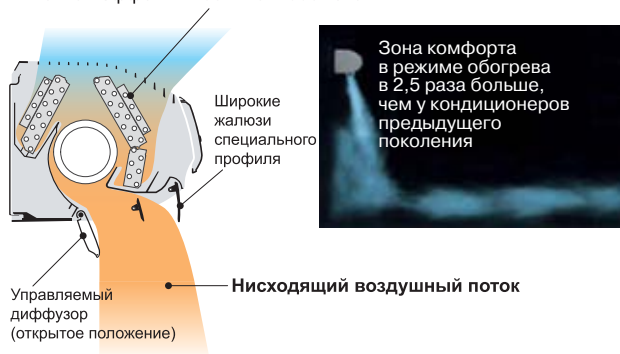 Зона комфорта
в режиме обогрева
в 2,5 раза больше,
чем у кондиционеров
предыдущего
поколения
Широкие
жалюзи
специального
профиля
Нисходящий воздушный поток
Управляемый
диффузор
(открытое положение)